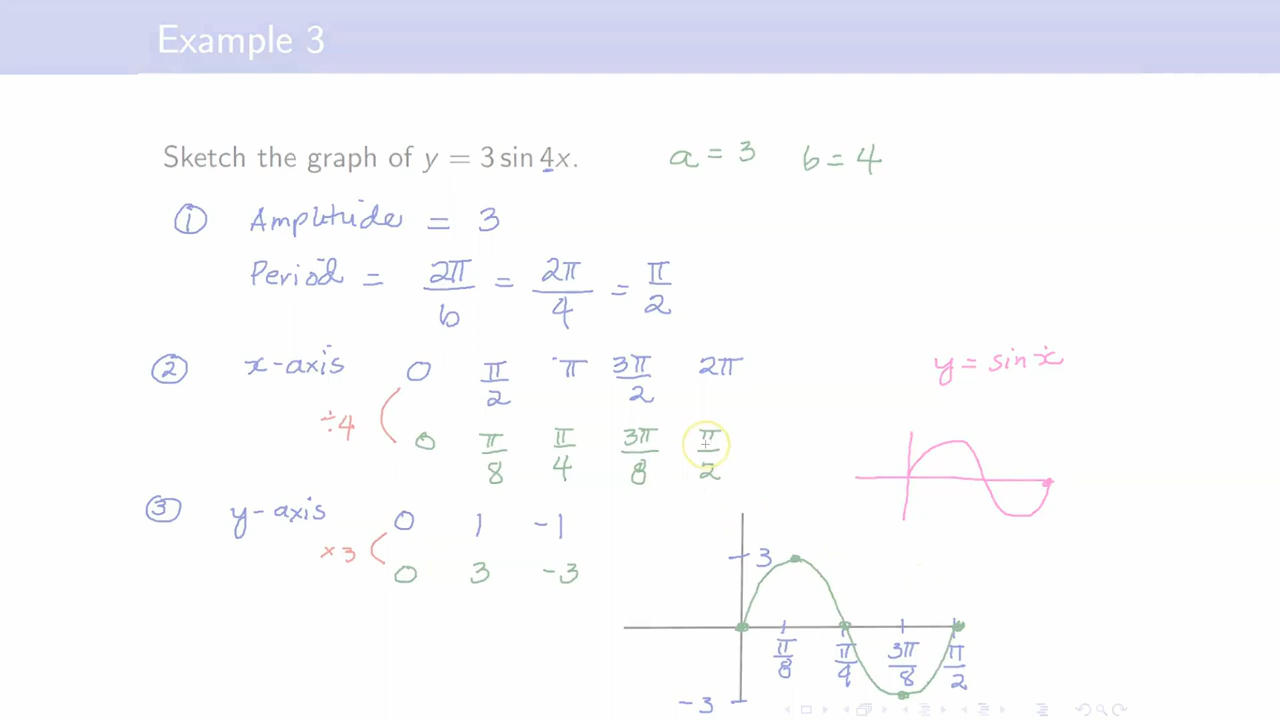 Example 3
Sketch the graph of y = 3 sin 4x. a = 3 b = 4
① Amplitude = 3
Period = 2π/b = 2π/4 = π/2
② x-axis 0 π/2 π 3π/2 2π
y = sin x
÷4 0 π/8 π/4 3π/8 π/2
③ y-axis 0 1 -1
×3 0 3 -3
3
π/8 π/4 3π/8 π/2
-3